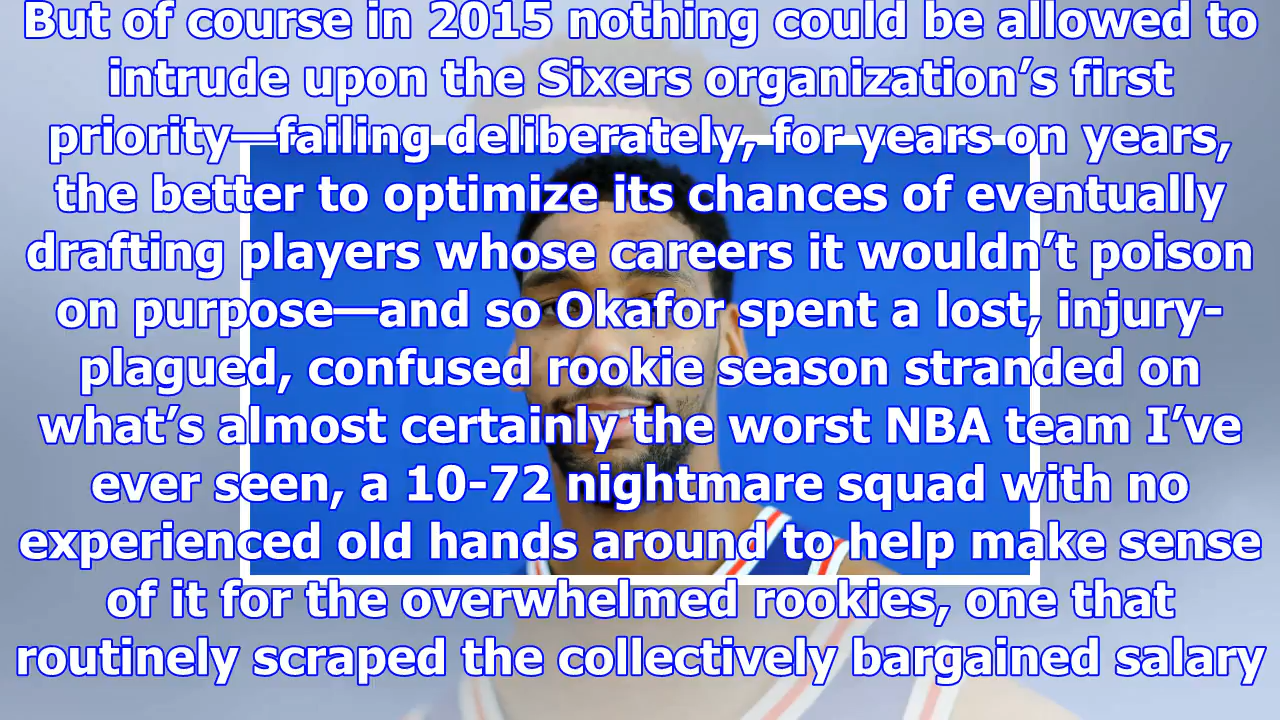 But of course in 2015 nothing could be allowed to
intrude upon the Sixers organization’s first
priority—failing deliberately, for years on years,
the better to optimize its chances of eventually
drafting players whose careers it wouldn’t poison
on purpose—and so Okafor spent a lost, injury-
plagued, confused rookie season stranded on
what’s almost certainly the worst NBA team I’ve
ever seen, a 10-72 nightmare squad with no
experienced old hands around to help make sense
of it for the overwhelmed rookies, one that
routinely scraped the collectively bargained salary